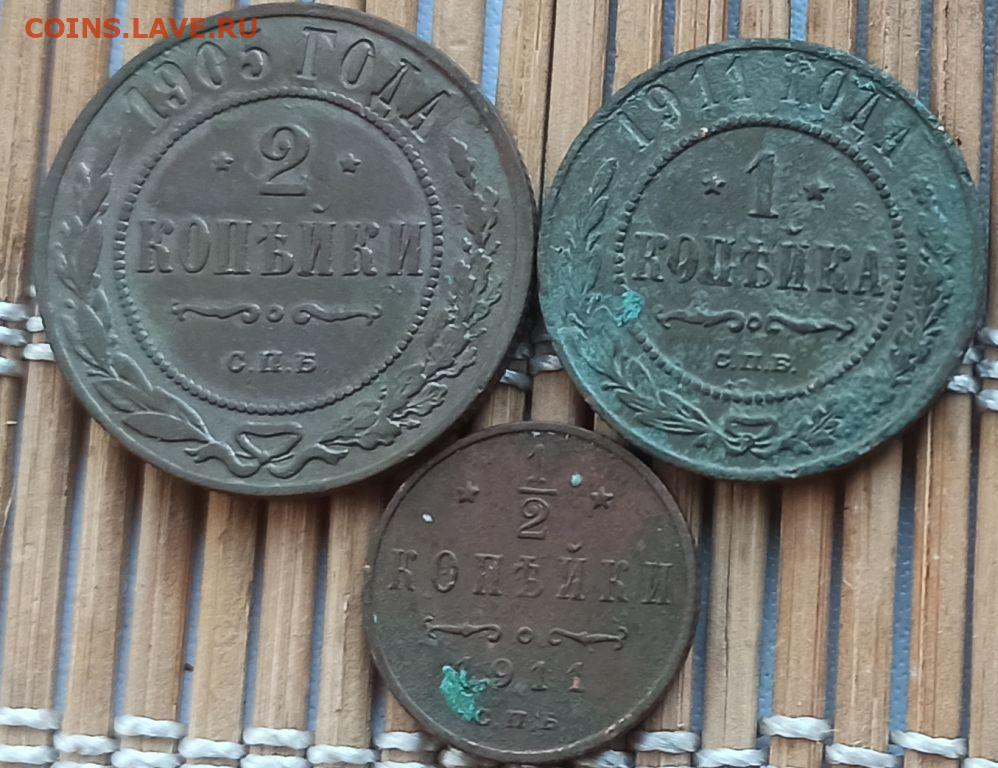 COINS.LAVE.RU
1905 ГОДА
2
КОПѢЙКИ
С.П.Б
1911 ГОДА
1
КОПѢЙКА
С.П.Б.
1
2
КОПѢЙКИ
1911
С.П.Б